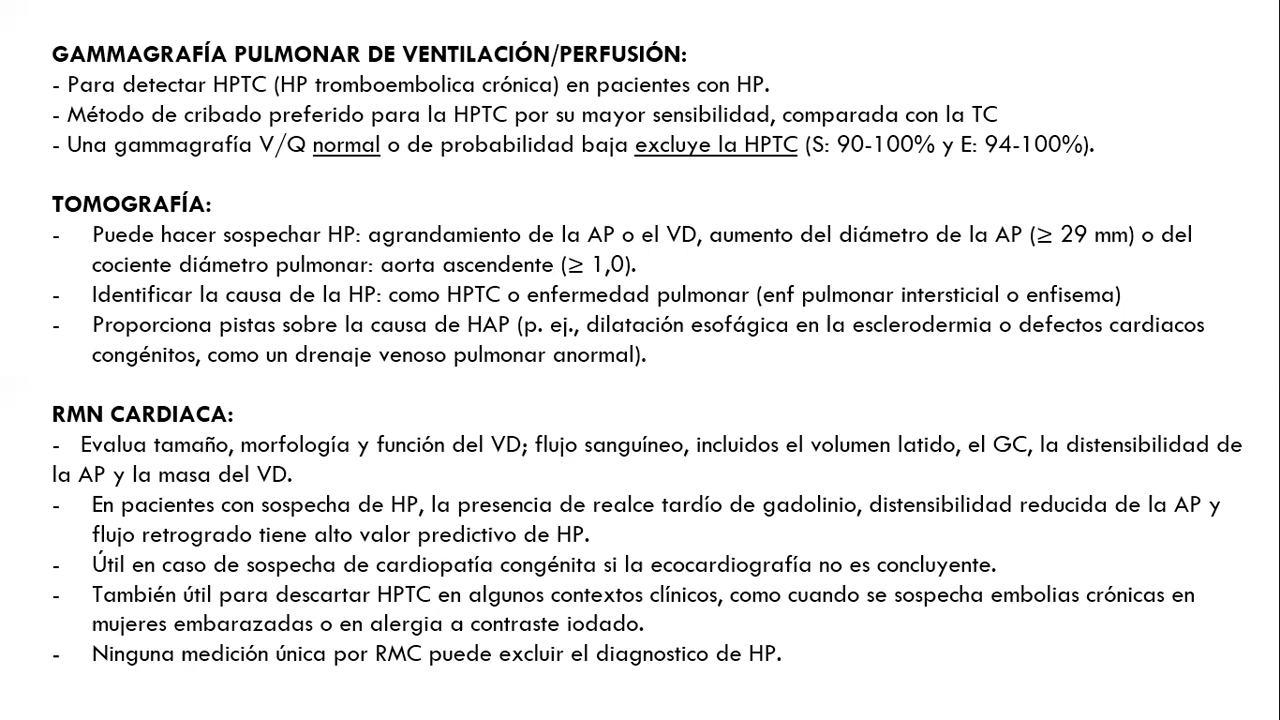 GAMMAGRAFÍA PULMONAR DE VENTILACIÓN/PERFUSIÓN:
- Para detectar HPTC (HP tromboembolica crónica) en pacientes con HP.
- Método de cribado preferido para la HPTC por su mayor sensibilidad, comparada con la TC
- Una gammagrafía V/Q normal o de probabilidad baja excluye la HPTC (S: 90-100% y E: 94-100%).
TOMOGRAFÍA:
- Puede hacer sospechar HP: agrandamiento de la AP o el VD, aumento del diámetro de la AP (≥ 29 mm) o del
cociente diámetro pulmonar: aorta ascendente (≥ 1,0).
- Identificar la causa de la HP: como HPTC o enfermedad pulmonar (enf pulmonar intersticial o enfisema)
- Proporciona pistas sobre la causa de HAP (p. ej., dilatación esofágica en la esclerodermia o defectos cardiacos
congénitos, como un drenaje venoso pulmonar anormal).
RMN CARDIACA:
- Evalua tamaño, morfología y función del VD; flujo sanguíneo, incluidos el volumen latido, el GC, la distensibilidad de
la AP y la masa del VD.
- En pacientes con sospecha de HP, la presencia de realce tardío de gadolinio, distensibilidad reducida de la AP y
flujo retrogrado tiene alto valor predictivo de HP.
- Útil en caso de sospecha de cardiopatía congénita si la ecocardiografía no es concluyente.
- También útil para descartar HPTC en algunos contextos clínicos, como cuando se sospecha embolias crónicas en
mujeres embarazadas o en alergia a contraste iodado.
- Ninguna medición única por RMC puede excluir el diagnostico de HP.